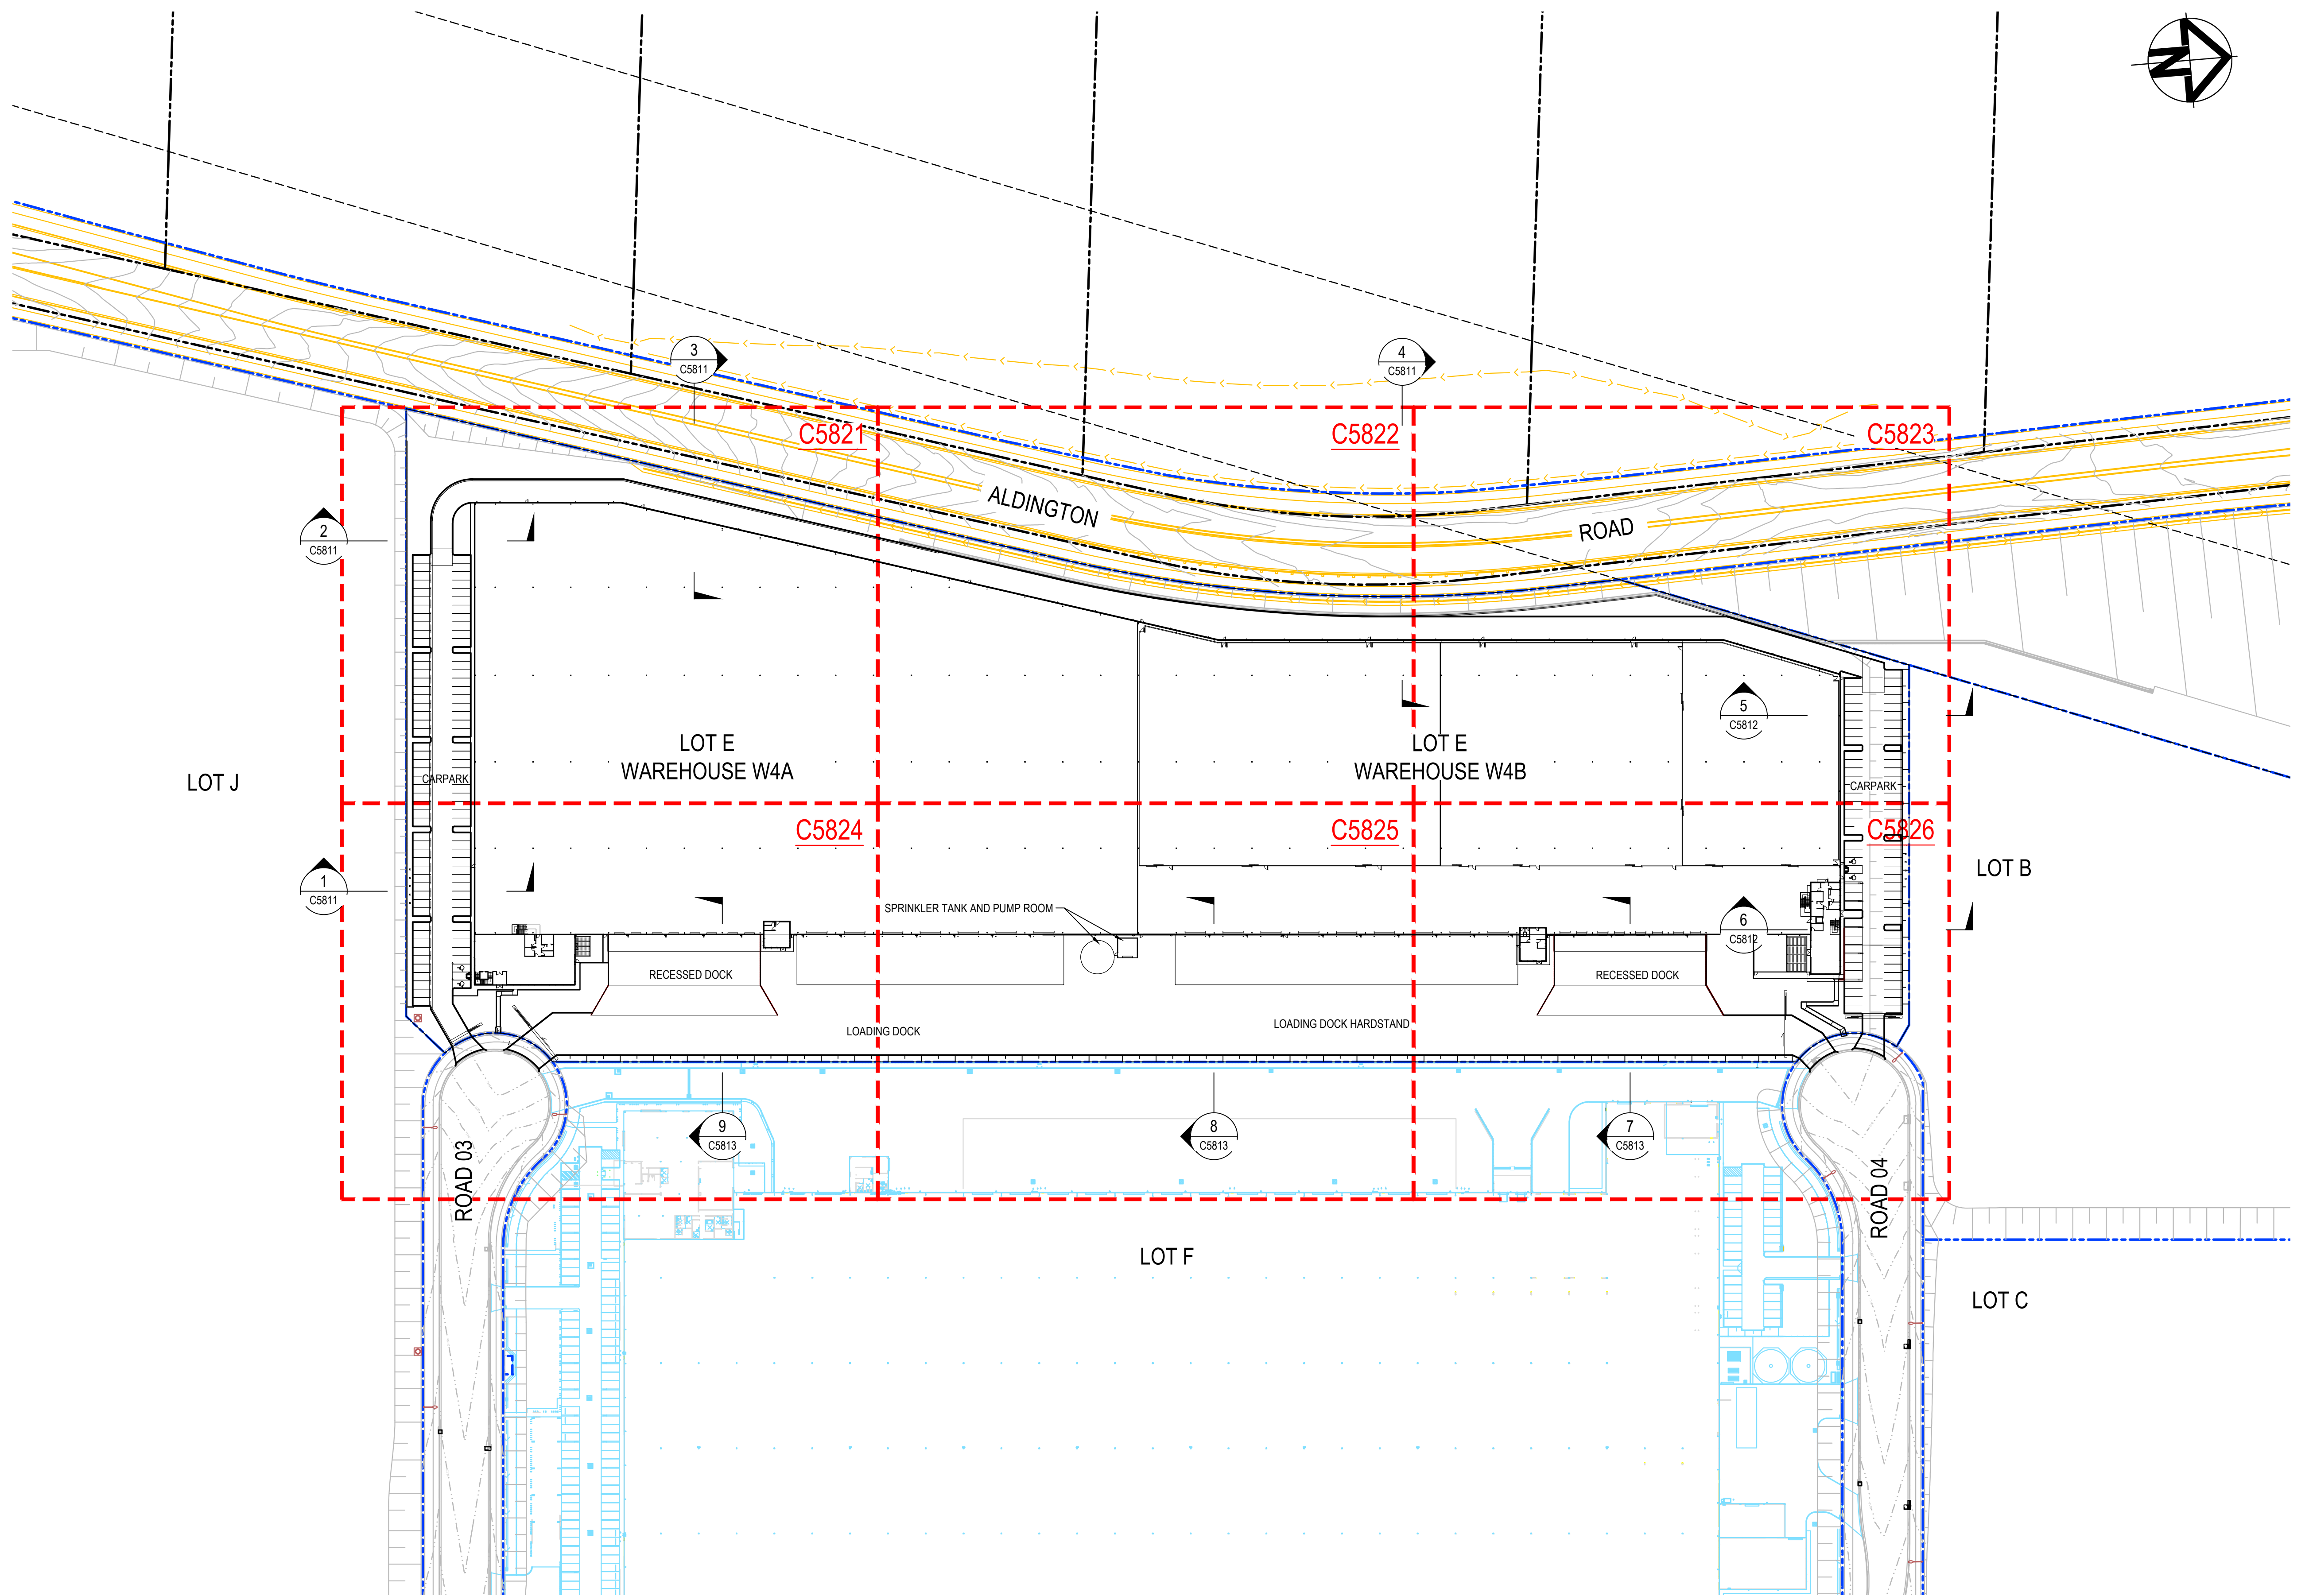 N
3
C5811
4
C5811
C5821
C5822
C5823
ALDINGTON
ROAD
2
C5811
5
C5812
LOT E
WAREHOUSE W4A
LOT E
WAREHOUSE W4B
LOT J
CARPARK
CARPARK
C5824
C5825
C5826
LOT B
1
C5811
SPRINKLER TANK AND PUMP ROOM
6
C5812
RECESSED DOCK
RECESSED DOCK
LOADING DOCK
LOADING DOCK HARDSTAND
9
C5813
8
C5813
7
C5813
ROAD 03
ROAD 04
LOT F
LOT C